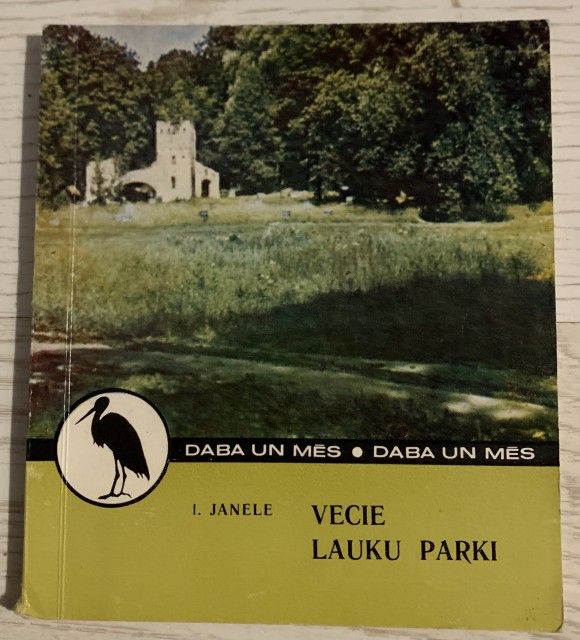 DABA UN MĒS ● DABA UN MĒS
I. JANELE
VECIE
LAUKU PARKI